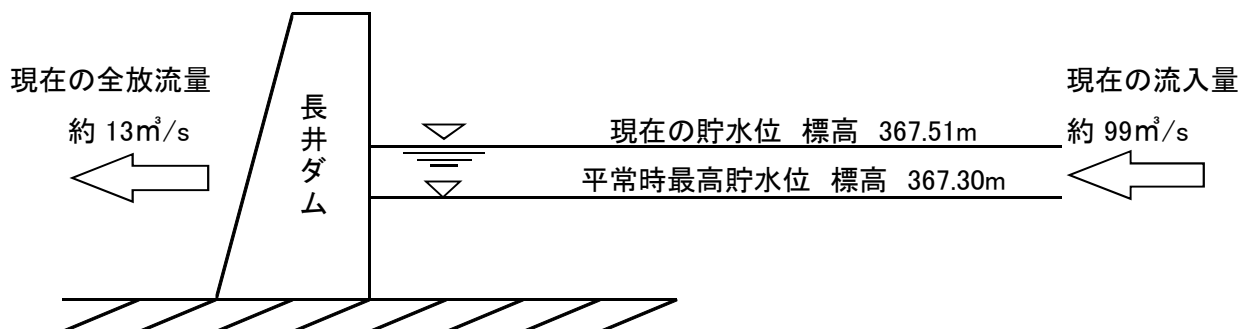 現在の全放流量
約 13㎥/s
長井ダム
現在の貯水位 標高 367.51m
平常時最高貯水位 標高 367.30m
現在の流入量
約 99㎥/s